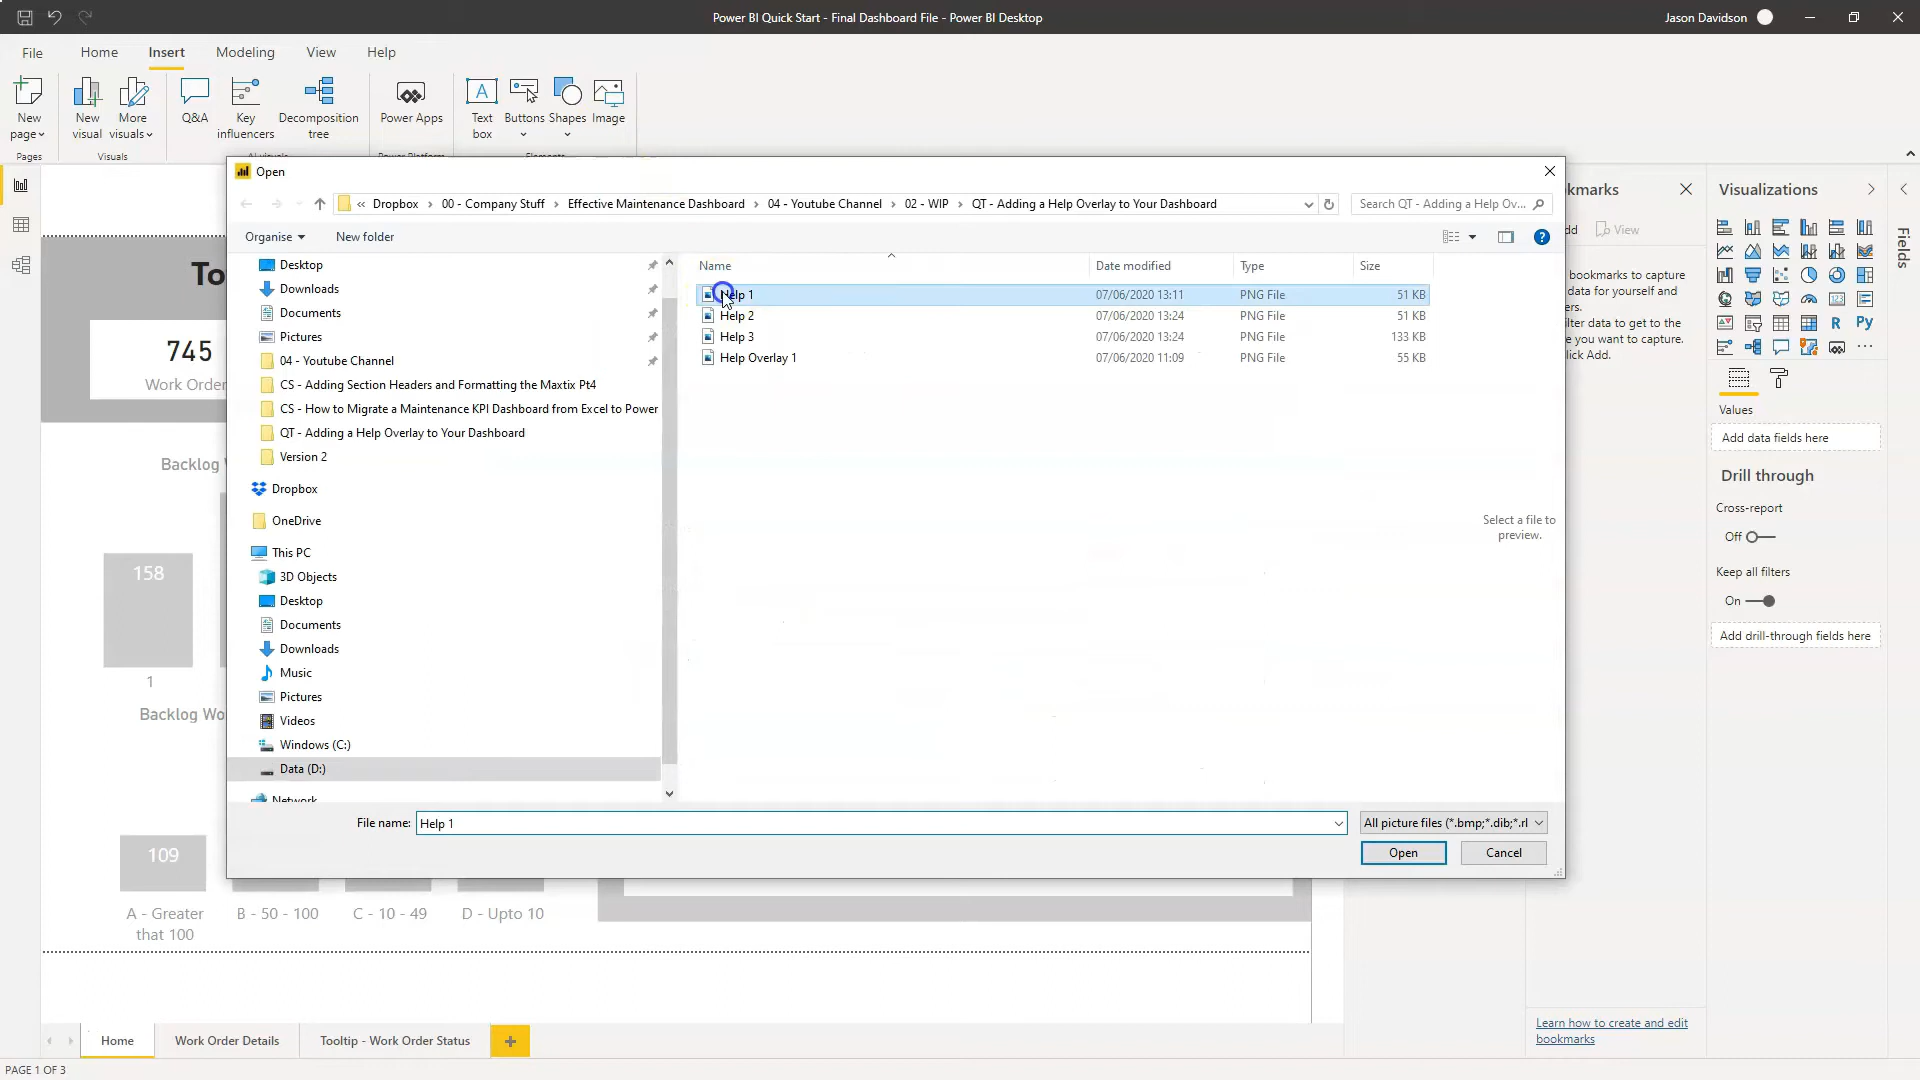 Power BI Quick Start - Final Dashboard File - Power BI Desktop
Jason Davidson
File
Home
Insert
Modeling
View
Help
New page
New visual
More visuals
Q&A
Key influencers
Decomposition tree
Power Apps
Text box
Buttons
Shapes
Image
Pages
Visuals
Open
« Dropbox > 00 - Company Stuff > Effective Maintenance Dashboard > 04 - Youtube Channel > 02 - WIP > QT - Adding a Help Overlay to Your Dashboard
Search QT - Adding a Help Ov...
Organise
New folder
Name
Date modified
Type
Size
Help 1
07/06/2020 13:11
PNG File
51 KB
Help 2
07/06/2020 13:24
PNG File
51 KB
Help 3
07/06/2020 13:24
PNG File
133 KB
Help Overlay 1
07/06/2020 11:09
PNG File
55 KB
Desktop
Downloads
Documents
Pictures
04 - Youtube Channel
CS - Adding Section Headers and Formatting the Maxtix Pt4
CS - How to Migrate a Maintenance KPI Dashboard from Excel to Power
QT - Adding a Help Overlay to Your Dashboard
Version 2
Dropbox
OneDrive
This PC
3D Objects
Desktop
Documents
Downloads
Music
Pictures
Videos
Windows (C:)
Data (D:)
Network
Select a file to
preview.
File name:
Help 1
All picture files (*.bmp;*.dib;*.rl
Open
Cancel
To
745
Work Order
Backlog
158
1
Backlog Wo
109
A - Greater
that 100
B - 50 - 100
C - 10 - 49
D - Upto 10
kmarks
dd
View
bookmarks to capture
data for yourself and
ers.
ilter data to get to the
e you want to capture.
lick Add.
Learn how to create and edit
bookmarks
Visualizations
R
Py
Values
Add data fields here
Drill through
Cross-report
Off
Keep all filters
On
Add drill-through fields here
Fields
Home
Work Order Details
Tooltip - Work Order Status
PAGE 1 OF 3